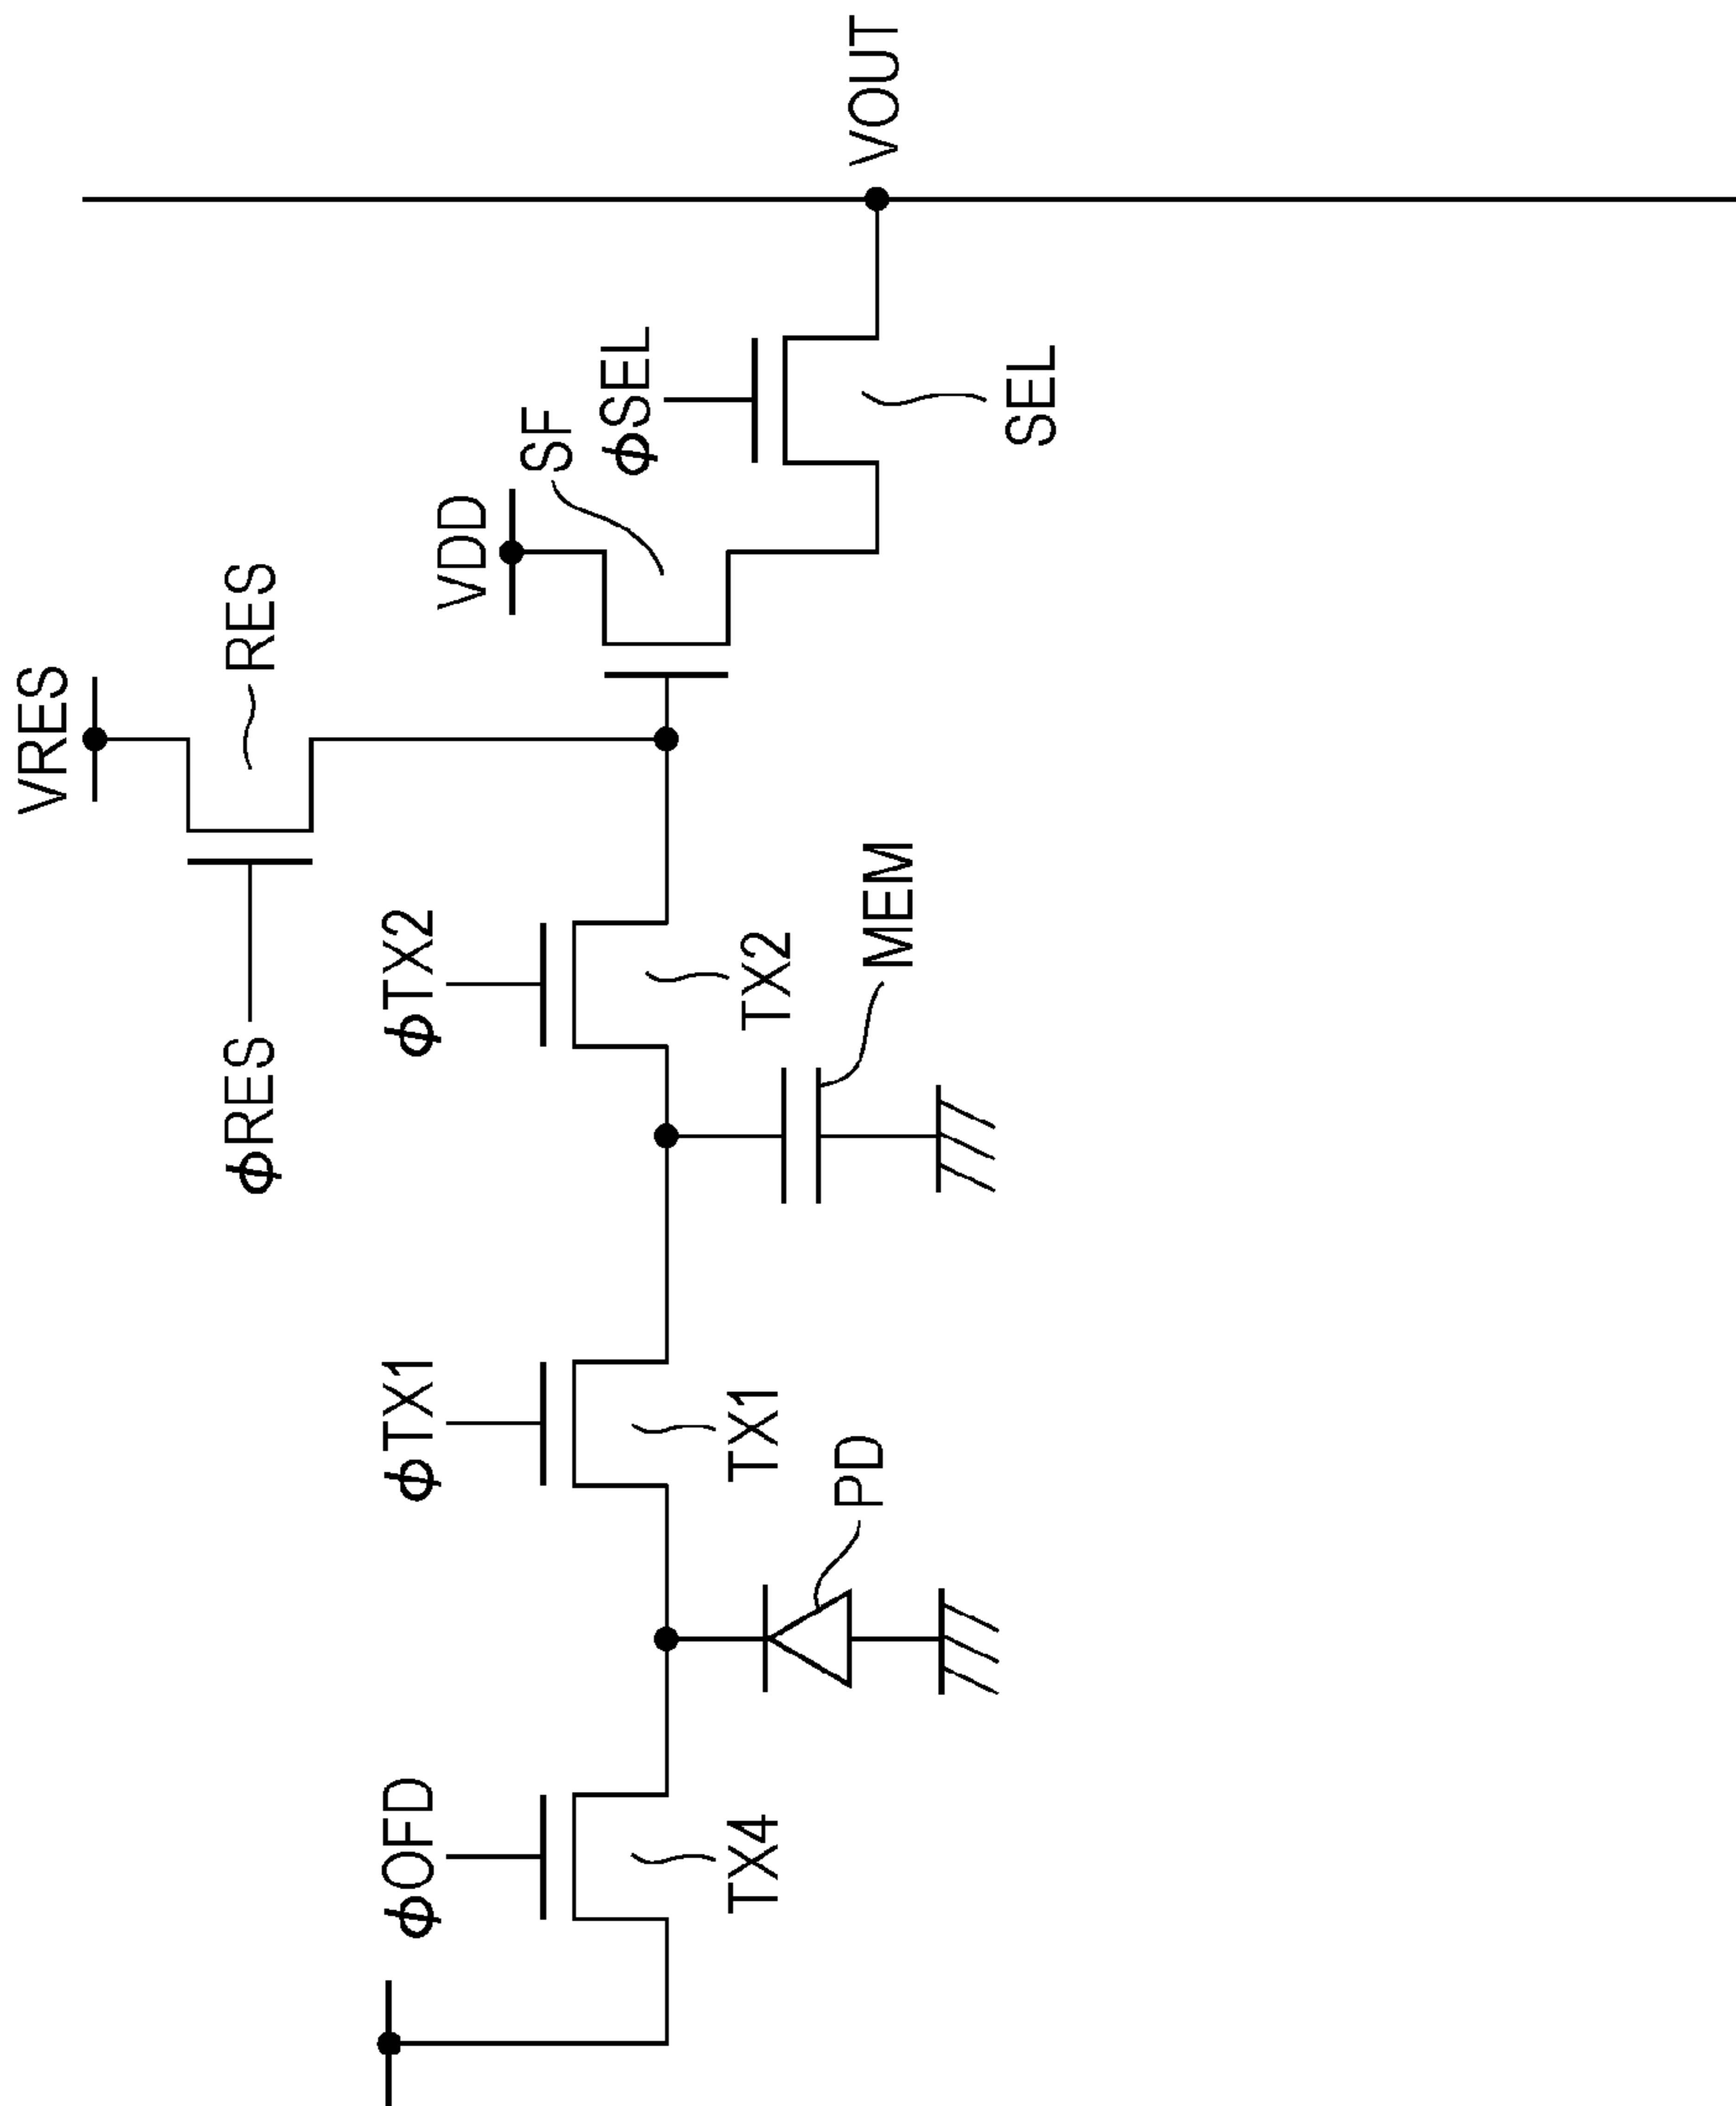 VRES
ϕRES
RES
VDD
SF
ϕOFD
ϕTX1
ϕTX2
ϕSEL
TX4
TX1
TX2
PD
MEM
SEL
VOUT